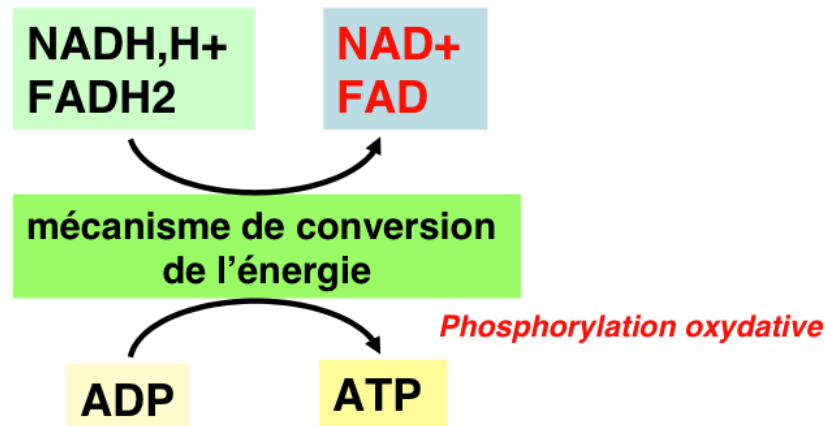 NADH,H+
FADH2
NAD+
FAD
mécanisme de conversion
de l'énergie
Phosphorylation oxydative
ADP
ATP